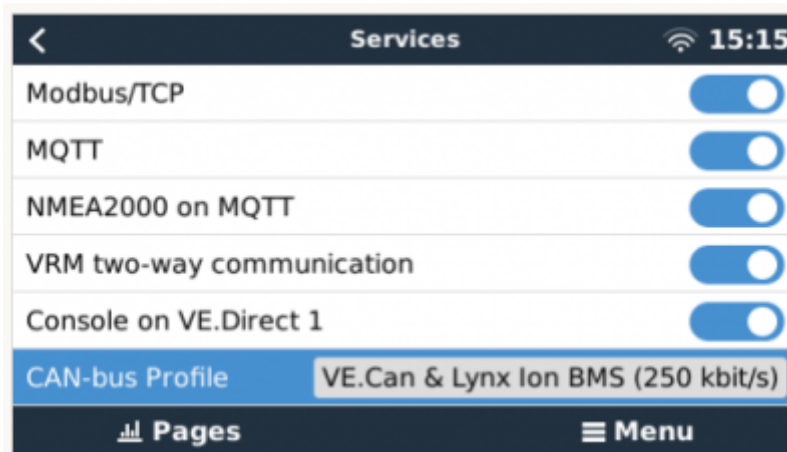 Services 15:15
Modbus/TCP
MQTT
NMEA2000 on MQTT
VRM two-way communication
Console on VE.Direct 1
CAN-bus Profile VE.Can & Lynx Ion BMS (250 kbit/s)
Pages Menu